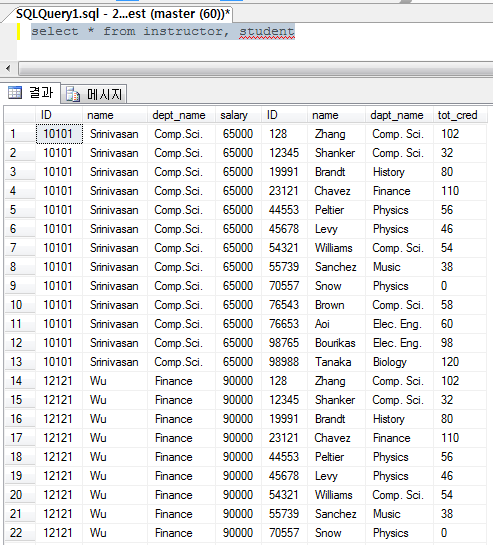 SQLQuery1.sql - 2...est (master (60))*
select * from instructor, student
결과 메시지
ID name dept_name salary ID name dapt_name tot_cred
1 10101 Srinivasan Comp.Sci. 65000 128 Zhang Comp. Sci. 102
2 10101 Srinivasan Comp.Sci. 65000 12345 Shanker Comp. Sci. 32
3 10101 Srinivasan Comp.Sci. 65000 19991 Brandt History 80
4 10101 Srinivasan Comp.Sci. 65000 23121 Chavez Finance 110
5 10101 Srinivasan Comp.Sci. 65000 44553 Peltier Physics 56
6 10101 Srinivasan Comp.Sci. 65000 45678 Levy Physics 46
7 10101 Srinivasan Comp.Sci. 65000 54321 Williams Comp. Sci. 54
8 10101 Srinivasan Comp.Sci. 65000 55739 Sanchez Music 38
9 10101 Srinivasan Comp.Sci. 65000 70557 Snow Physics 0
10 10101 Srinivasan Comp.Sci. 65000 76543 Brown Comp. Sci. 58
11 10101 Srinivasan Comp.Sci. 65000 76653 Aoi Elec. Eng. 60
12 10101 Srinivasan Comp.Sci. 65000 98765 Bourikas Elec. Eng. 98
13 10101 Srinivasan Comp.Sci. 65000 98988 Tanaka Biology 120
14 12121 Wu Finance 90000 128 Zhang Comp. Sci. 102
15 12121 Wu Finance 90000 12345 Shanker Comp. Sci. 32
16 12121 Wu Finance 90000 19991 Brandt History 80
17 12121 Wu Finance 90000 23121 Chavez Finance 110
18 12121 Wu Finance 90000 44553 Peltier Physics 56
19 12121 Wu Finance 90000 45678 Levy Physics 46
20 12121 Wu Finance 90000 54321 Williams Comp. Sci. 54
21 12121 Wu Finance 90000 55739 Sanchez Music 38
22 12121 Wu Finance 90000 70557 Snow Physics 0